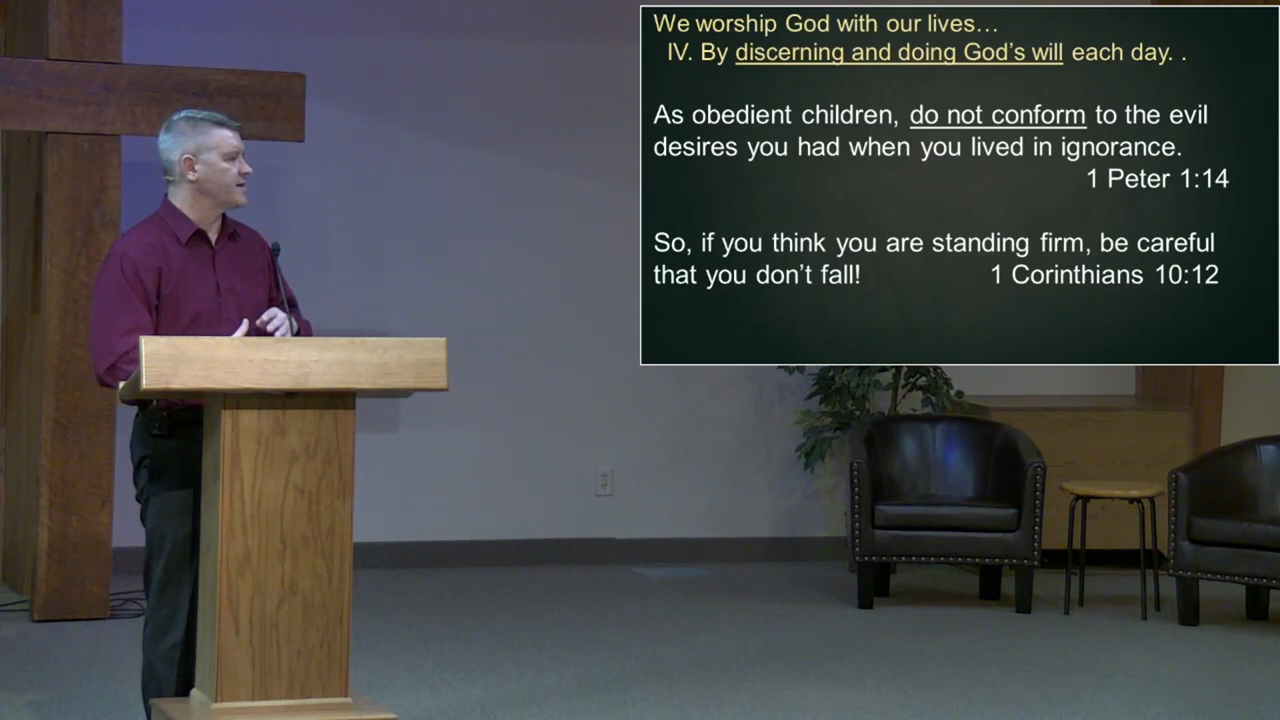 We worship God with our lives…
IV. By discerning and doing God's will each day. .
As obedient children, do not conform to the evil
desires you had when you lived in ignorance.
1 Peter 1:14
So, if you think you are standing firm, be careful
that you don't fall! 1 Corinthians 10:12